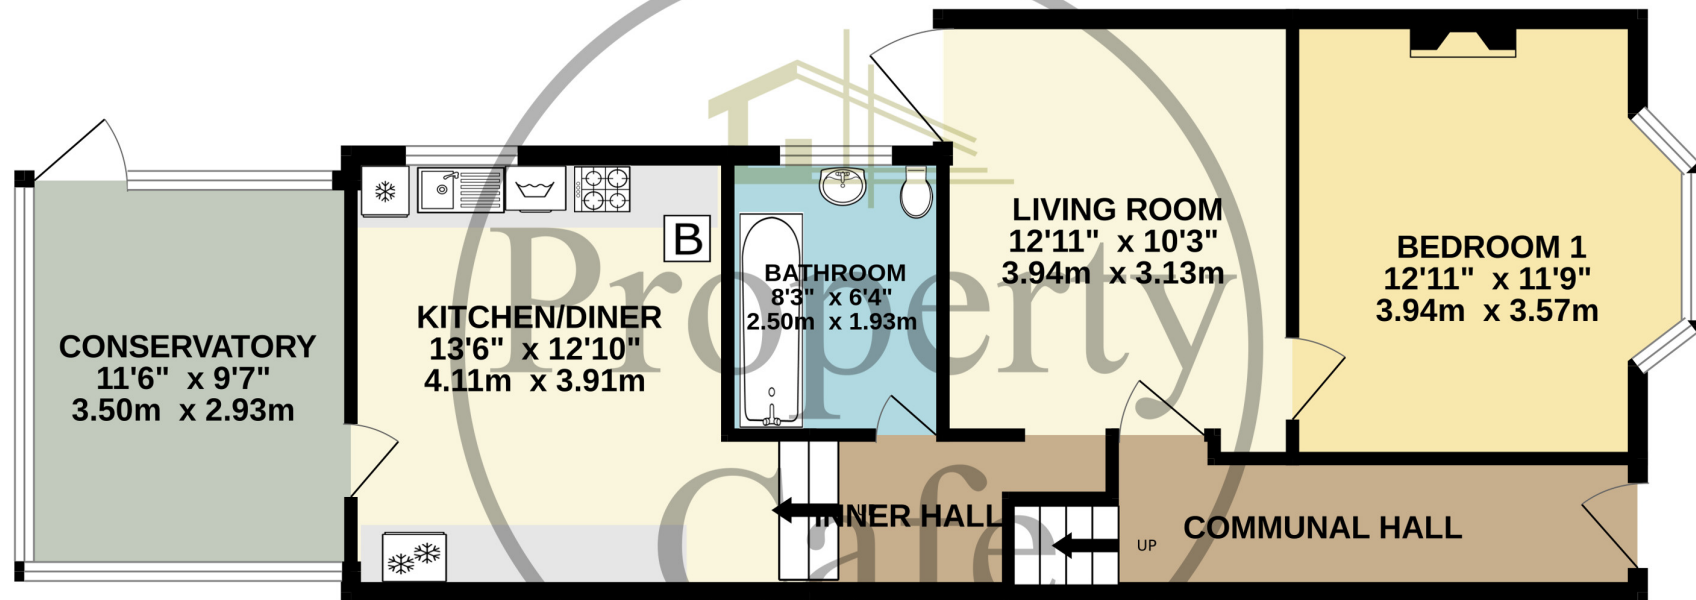 CONSERVATORY
11'6" x 9'7"
3.50m x 2.93m
KITCHEN/DINER
13'6" x 12'10"
4.11m x 3.91m
B
BATHROOM
8'3" x 6'4"
2.50m x 1.93m
LIVING ROOM
12'11" x 10'3"
3.94m x 3.13m
BEDROOM 1
12'11" x 11'9"
3.94m x 3.57m
UP
INNER HALL
UP
COMMUNAL HALL
Property
Cafe